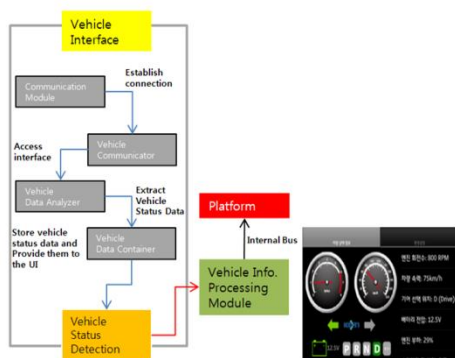 Vehicle
Interface
Establish
connection
Communication
Module
Access
interface
Vehicle
Communicator
Vehicle
Data Analyzer
Extract
Vehicle
Status Data
Platform
Store vehicle
status data and
Provide them to
the UI
Vehicle
Data Container
Internal Bus
Vehicle Info.
Processing
Module
Vehicle
Status
Detection
엔진 회전수: 800 RPM
차량 속력: 75km/h
기어 선택 위치: D (Drive)
배터리 전압: 12.5V
엔진 부하: 29%
12.5V
P R N D